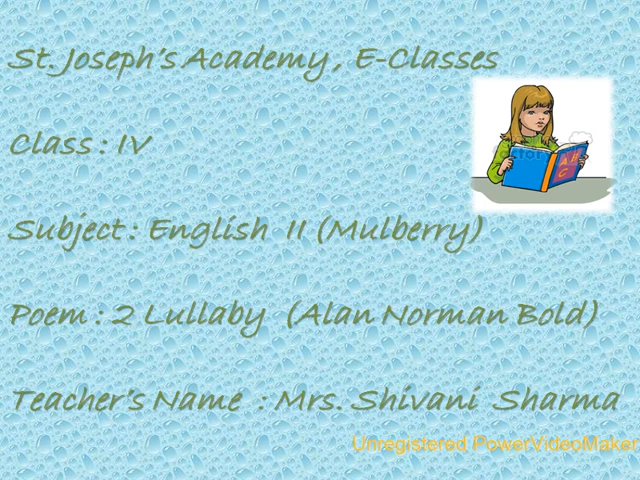 St. Joseph's Academy, E-Classes
Class : IV
Subject : English II (Mulberry)
Poem : 2 Lullaby (Alan Norman Bold)
Teacher's Name : Mrs. Shivani Sharma
Unregistered PowerVideoMaker